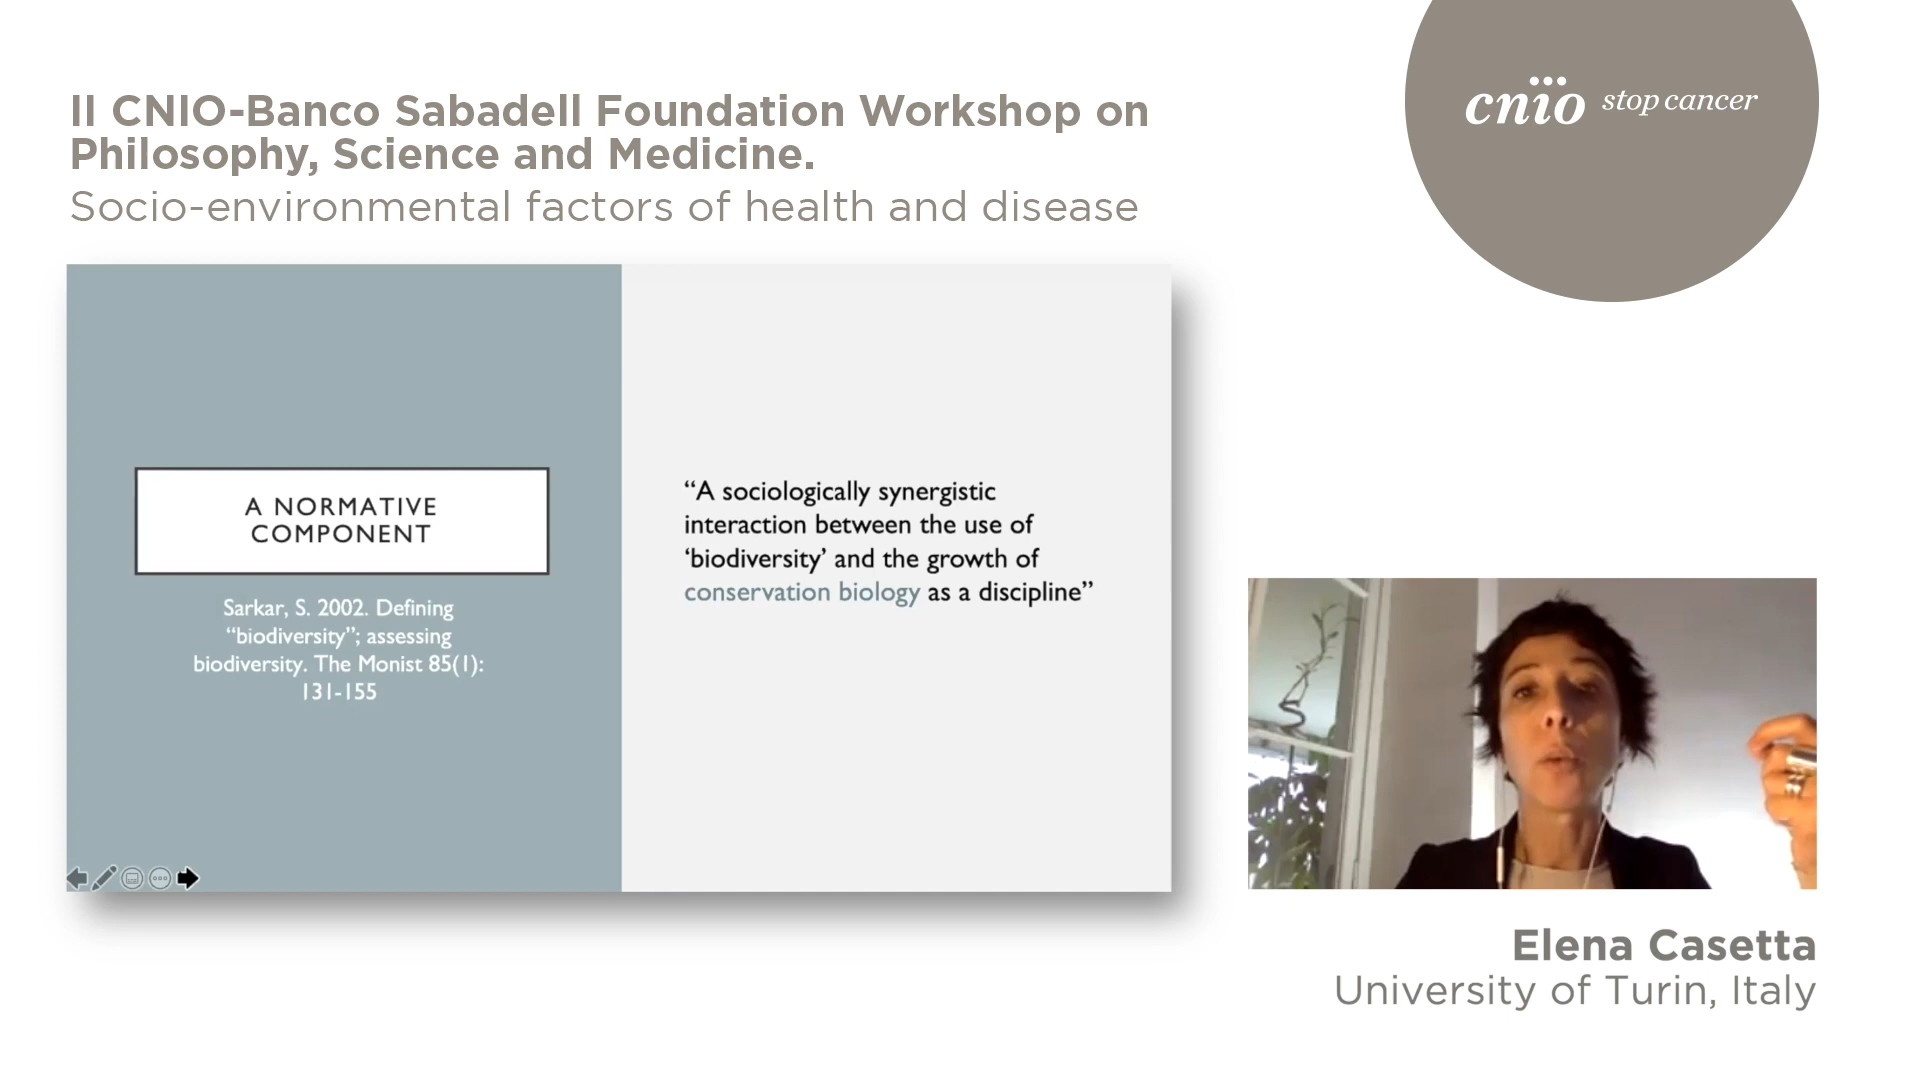 II CNIO-Banco Sabadell Foundation Workshop on
Philosophy, Science and Medicine.
Socio-environmental factors of health and disease
cnio stop cancer
A NORMATIVE
COMPONENT
Sarkar, S. 2002. Defining
“biodiversity”; assessing
biodiversity. The Monist 85(1):
131-155
“A sociologically synergistic
interaction between the use of
‘biodiversity’ and the growth of
conservation biology as a discipline”
Elena Casetta
University of Turin, Italy